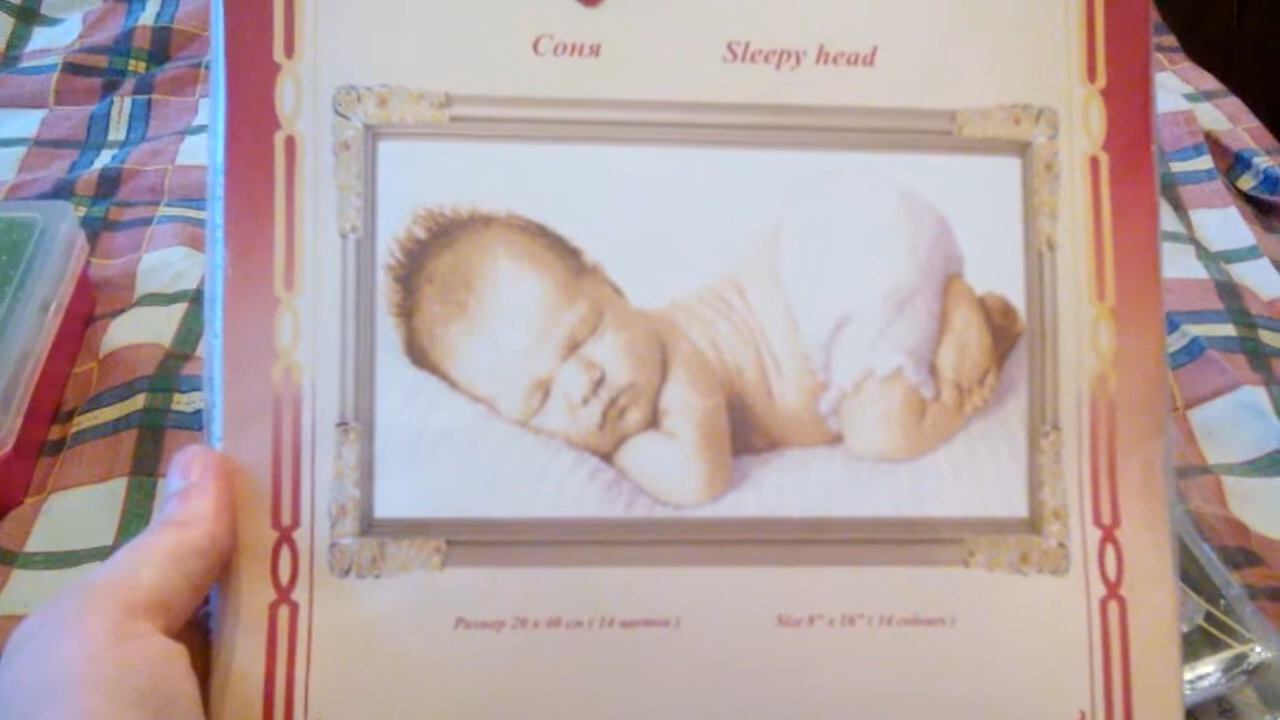 Соня Sleepy head
Размер 20 x 40 см ( 14 цветов ) Size 8" x 16" ( 14 colours )